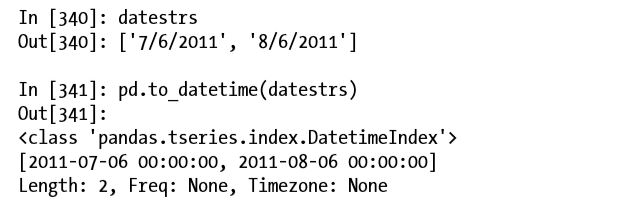 In [340]: datestrs
Out[340]: ['7/6/2011', '8/6/2011']
In [341]: pd.to_datetime(datestrs)
Out[341]:
<class 'pandas.tseries.index.DatetimeIndex'>
[2011-07-06 00:00:00, 2011-08-06 00:00:00]
Length: 2, Freq: None, Timezone: None